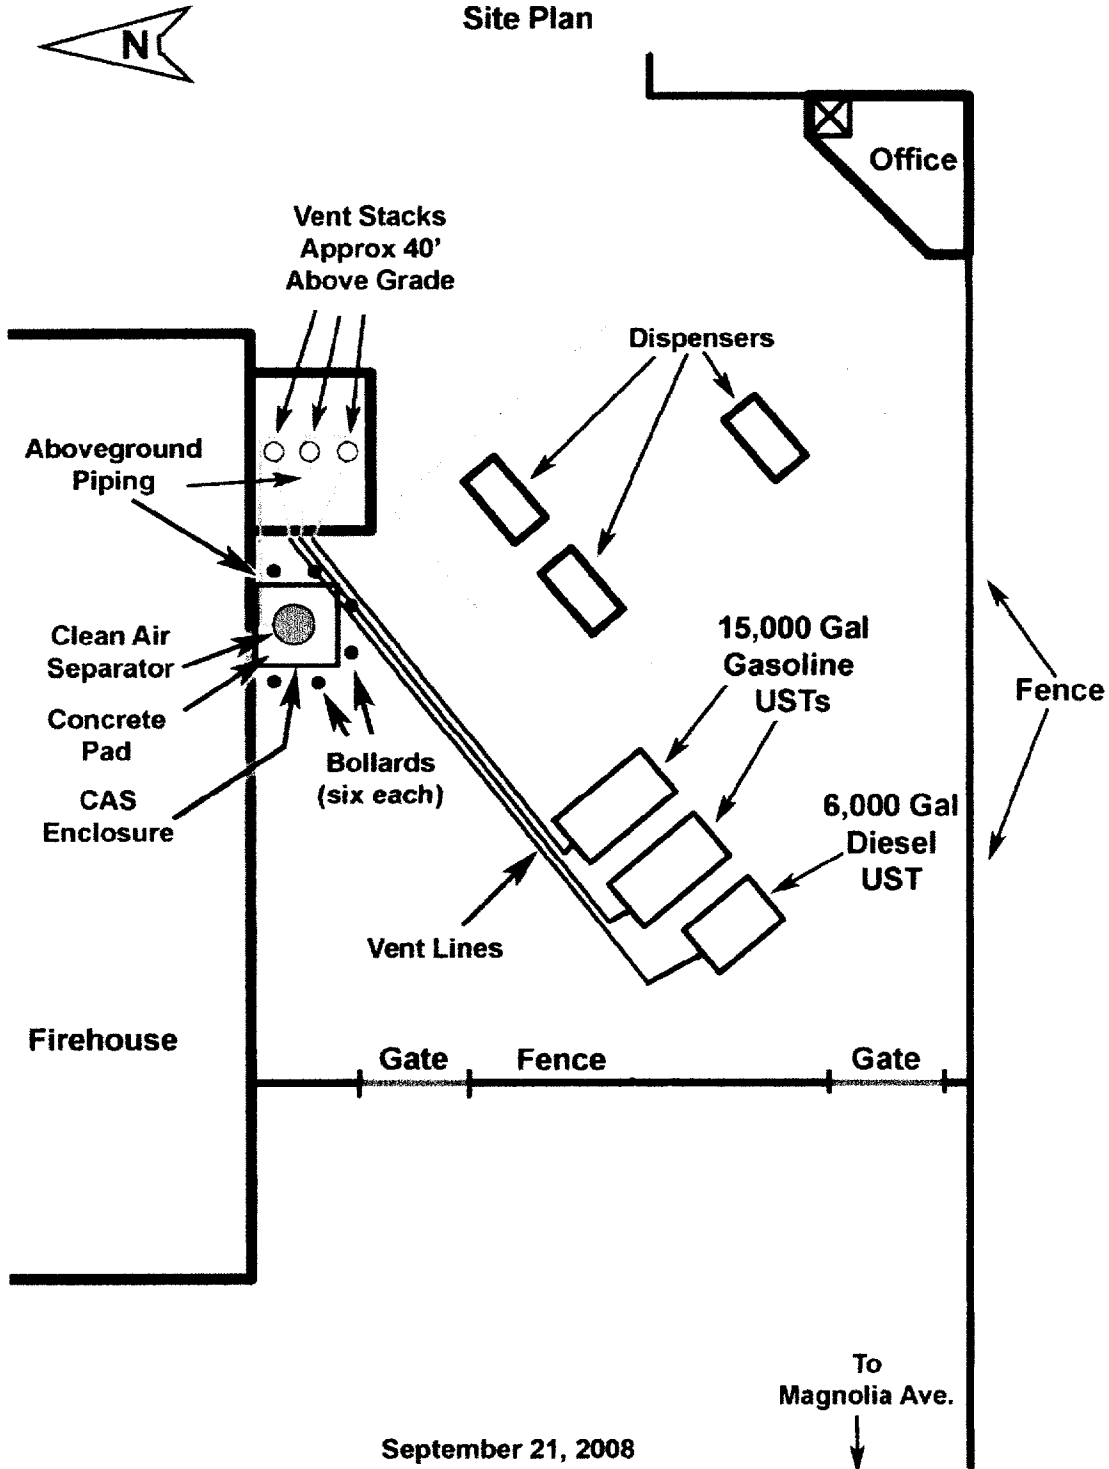 Site Plan
N
Office
Vent Stacks
Approx 40'
Above Grade
Dispensers
Aboveground
Piping
15,000 Gal
Gasoline
USTs
Clean Air
Separator
Fence
Concrete
Pad
Bollards
(six each)
CAS
Enclosure
6,000 Gal
Diesel
UST
Vent Lines
Firehouse
Gate
Fence
Gate
To
Magnolia Ave.
September 21, 2008